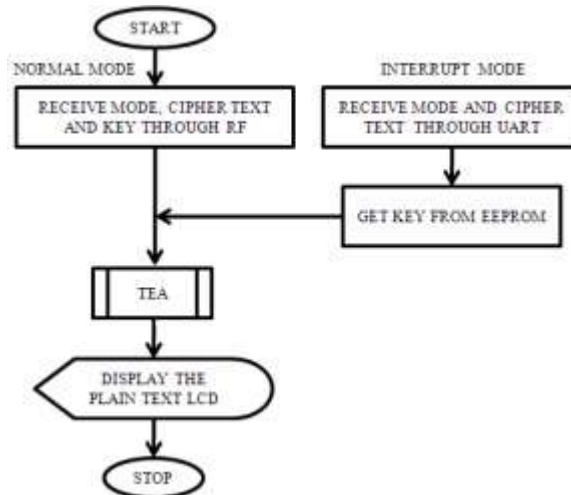 START
NORMAL MODE
INTERRUPT MODE
RECEIVE MODE, CIPHER TEXT
AND KEY THROUGH RF
RECEIVE MODE AND CIPHER
TEXT THROUGH UART
GET KEY FROM EEPROM
TEA
DISPLAY THE
PLAIN TEXT LCD
STOP